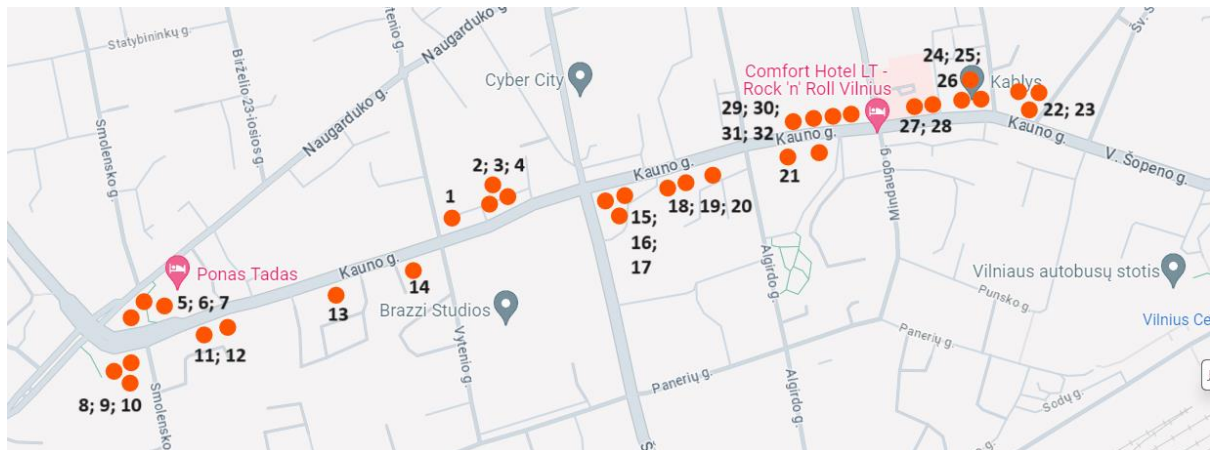 Statybininkų g.
Birželio 23-iosios g.
Naugarduko g.
Vytenio g.
Naugarduko g.
Smolensko g.
Cyber City
Comfort Hotel LT -
Rock 'n' Roll Vilnius
24; 25;
26
Kablys
22; 23
Kauno g.
V. Šopeno g.
29; 30;
31; 32
Kauno g.
27; 28
21
Kauno g.
2; 3; 4
1
18; 19; 20
15;
16;
17
Mindaugo g.
Algirdo g.
Ponas Tadas
5; 6; 7
Kauno g.
14
13
Brazzi Studios
Vilniaus autobusų stotis
Punsko g.
Vilnius Ce
Panerių g.
11; 12
Vytenio g.
8; 9; 10
Smolensko g.
Panerių g.
Algirdo g.
Sodų g.